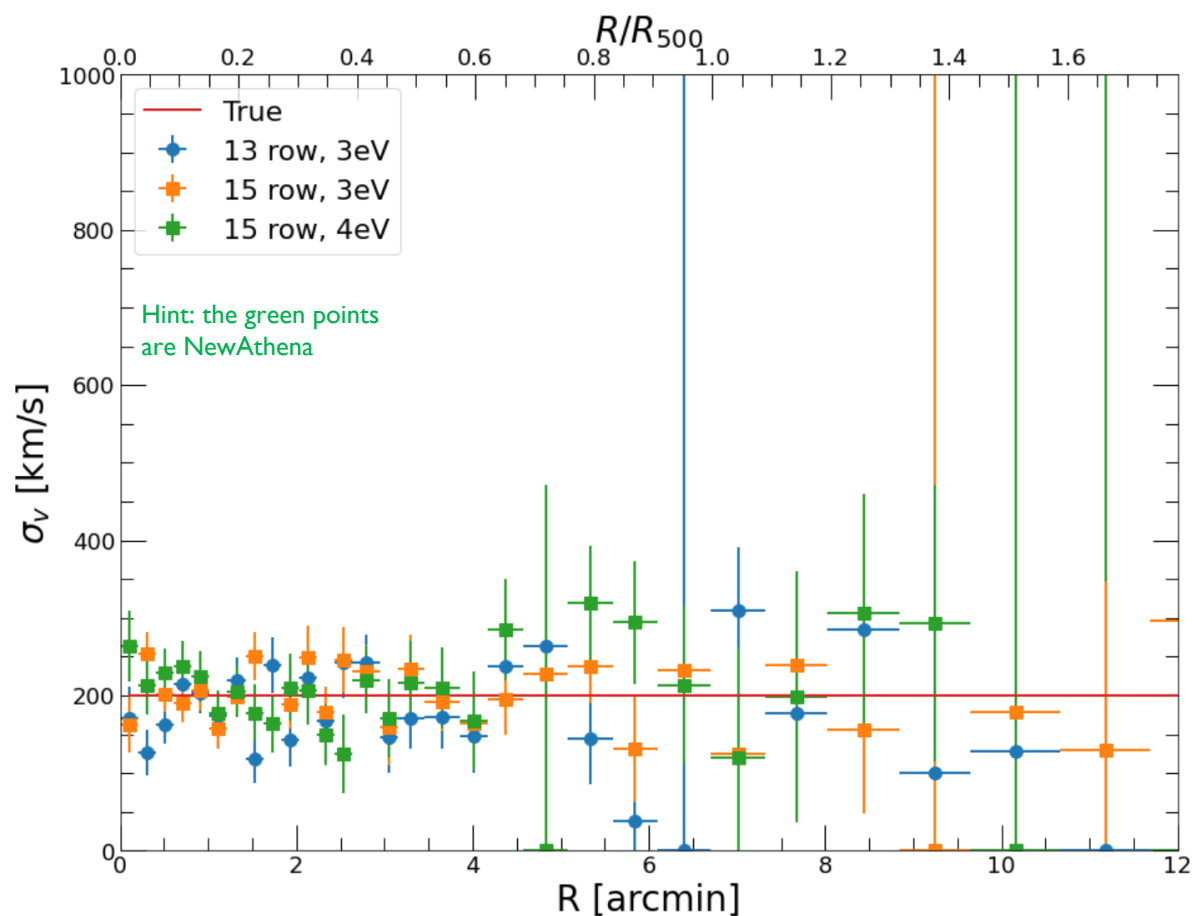 R/R500
0.0 0.2 0.4 0.6 0.8 1.0 1.2 1.4 1.6
1000
True
13 row, 3eV
15 row, 3eV
15 row, 4eV
800
Hint: the green points
are NewAthena
600
σv [km/s]
400
200
0
0 2 4 6 8 10 12
R [arcmin]